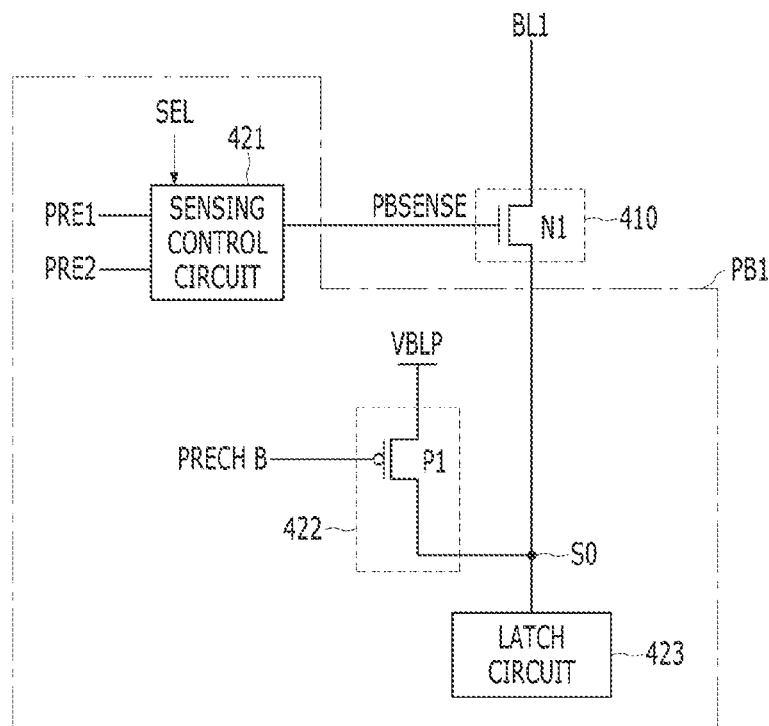 BL1
SEL
421
PRE1
PRE2
SENSING
CONTROL
CIRCUIT
PBSENSE
N1
410
PB1
VBLP
PRECH B
P1
422
S0
LATCH
CIRCUIT
423